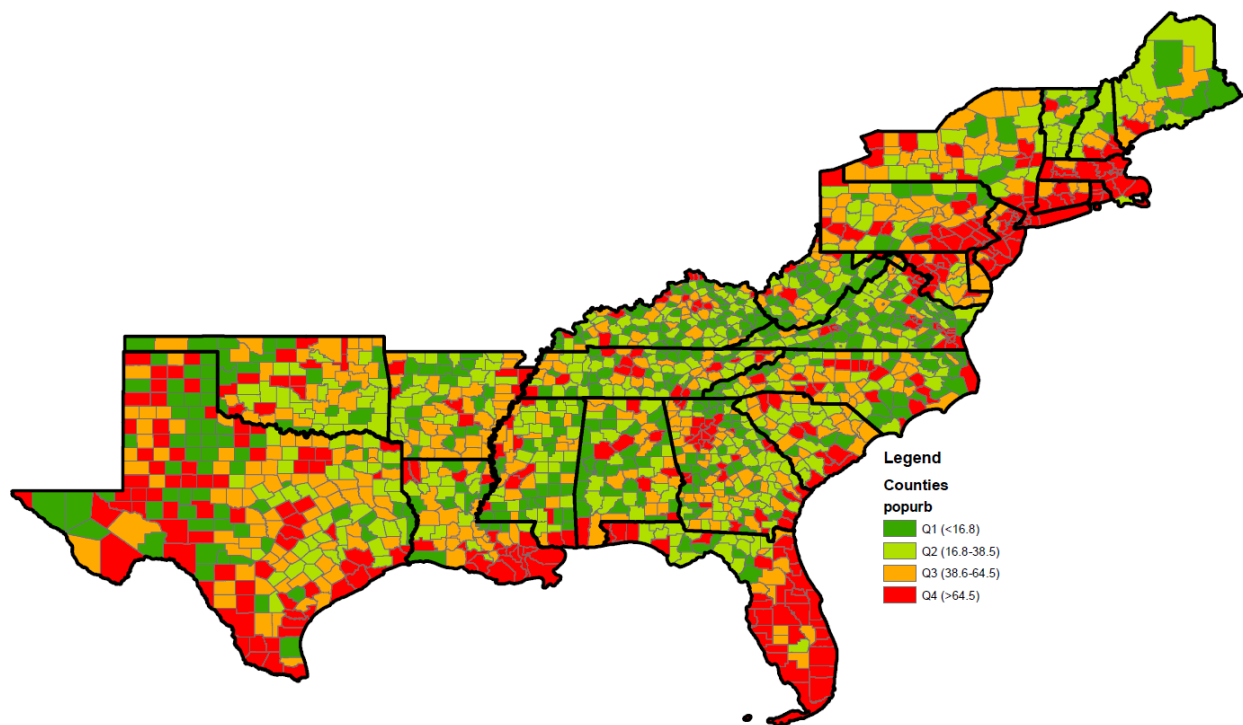 Legend
Counties
popurb
Q1 (<16.8)
Q2 (16.8-38.5)
Q3 (38.6-64.5)
Q4 (>64.5)